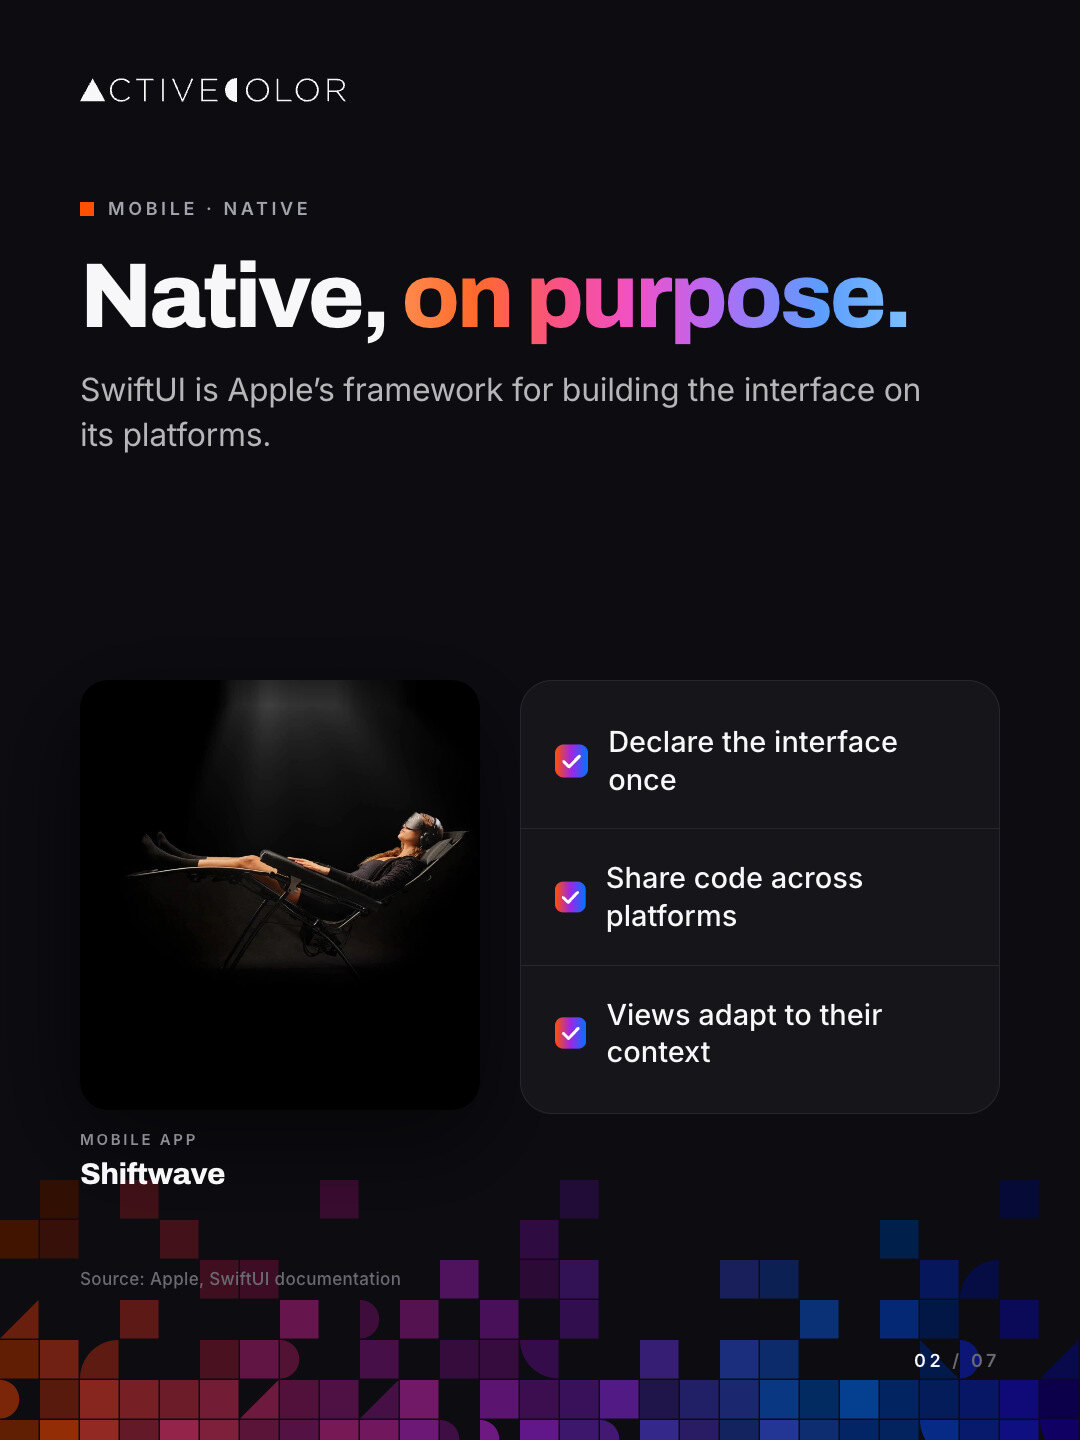 ACTIVECOLOR
MOBILE · NATIVE
Native, on purpose.
SwiftUI is Apple’s framework for building the interface on
its platforms.
Declare the interface
once
Share code across
platforms
Views adapt to their
context
MOBILE APP
Shiftwave
Source: Apple, SwiftUI documentation
02 / 07